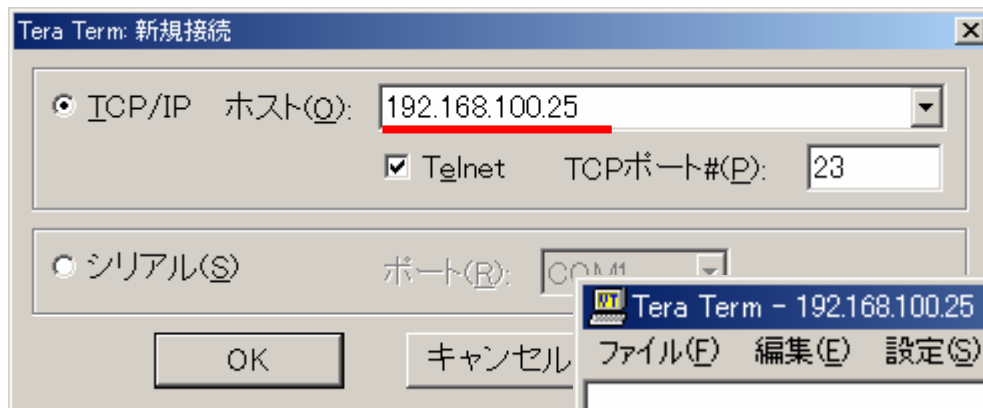 Tera Term: 新規接続
TCP/IP ホスト(O): 192.168.100.25
Telnet TCPポート#(P): 23
シリアル(S) ポート(R): COM1
OK キャンセル
Tera Term - 192.168.100.25
ファイル(F) 編集(E) 設定(S)